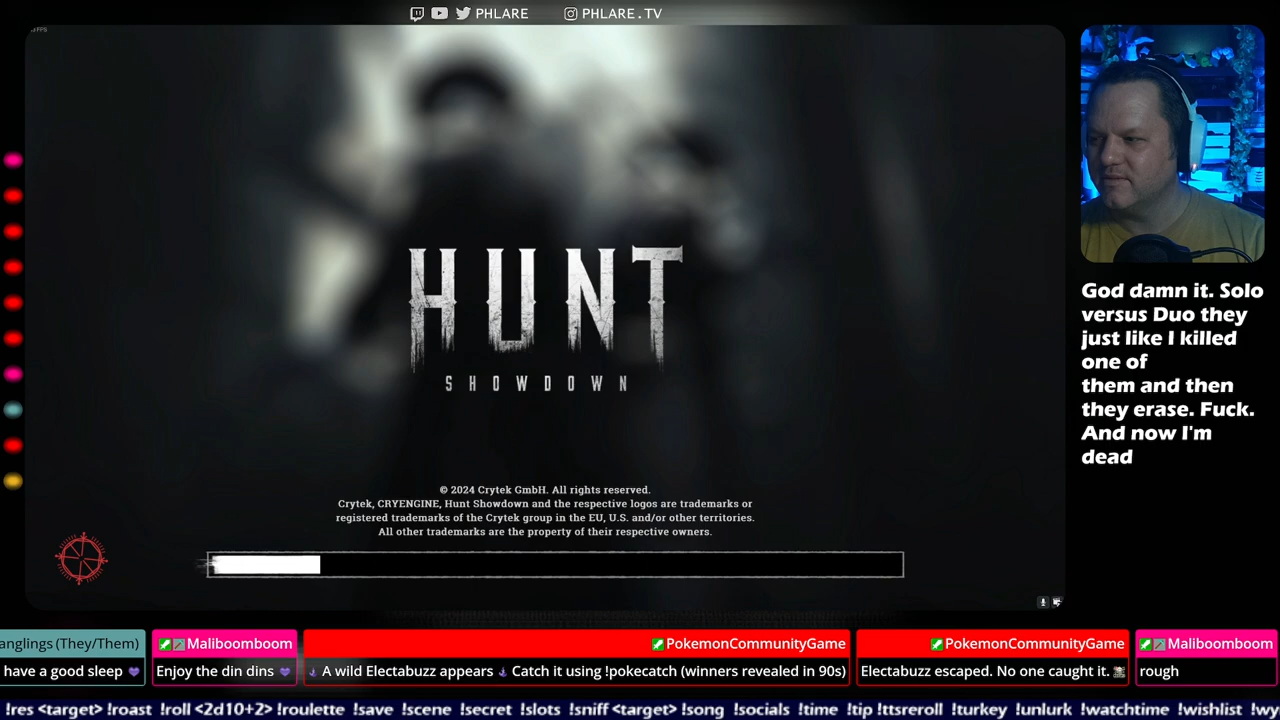 PHLARE PHLARE.TV
FPS
HUNT
SHOWDOWN
© 2024 Crytek GmbH. All rights reserved.
Crytek, CRYENGINE, Hunt Showdown and the respective logos are trademarks or
registered trademarks of the Crytek group in the EU, U.S. and/or other territories.
All other trademarks are the property of their respective owners.
God damn it. Solo
versus Duo they
just like I killed
one of
them and then
they erase. Fuck.
And now I'm
dead
anglings (They/Them)
have a good sleep 💜
Maliboomboom
Enjoy the din dins 💜
PokemonCommunityGame
A wild Electabuzz appears Catch it using !pokecatch (winners revealed in 90s)
PokemonCommunityGame
Electabuzz escaped. No one caught it.
Maliboomboom
rough
!res <target> !roast !roll <2d10+2> !roulette !save !scene !secret !slots !sniff <target> !song !socials !time !tip !ttsreroll !turkey !unlurk !watchtime !wishlist !wy